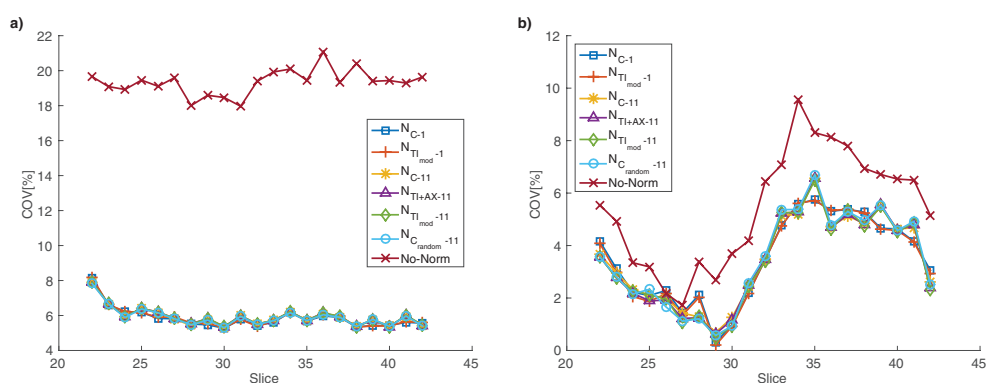 a)
22
20
18
16
14
12
10
8
6
4
COV[%]
20
25
30
35
40
45
Slice
N_C-1
N_TI_mod -1
N_C-11
N_TI+AX-11
N_TI_mod -11
N_C_random -11
No-Norm
b)
12
10
8
6
4
2
0
COV[%]
20
25
30
35
40
45
Slice
N_C-1
N_TI_mod -1
N_C-11
N_TI+AX-11
N_TI_mod -11
N_C_random -11
No-Norm